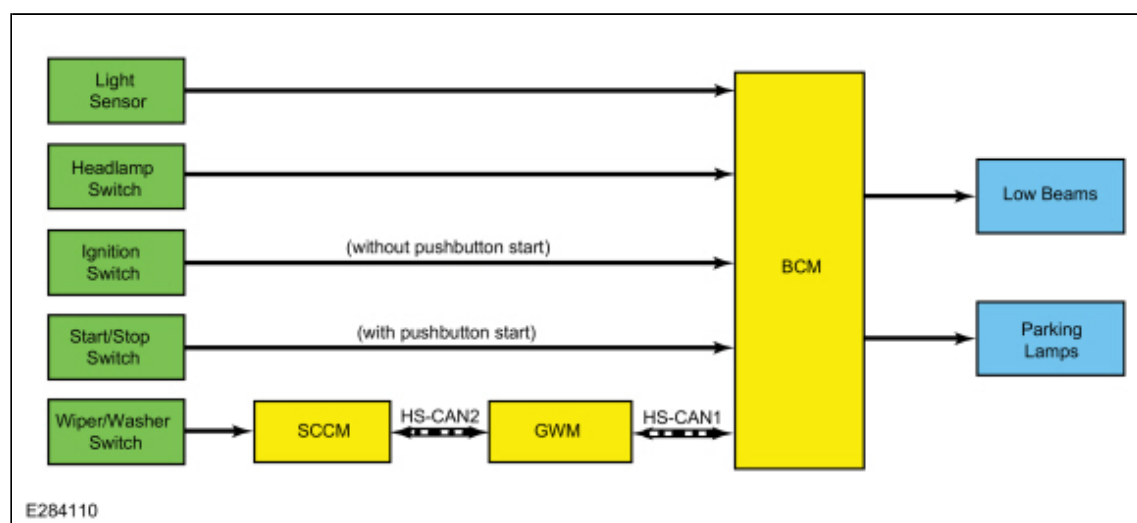 Light
Sensor
Headlamp
Switch
Ignition
Switch
(without pushbutton start)
Start/Stop
Switch
(with pushbutton start)
Wiper/Washer
Switch
SCCM
HS-CAN2
GWM
HS-CAN1
BCM
Low Beams
Parking
Lamps
E284110